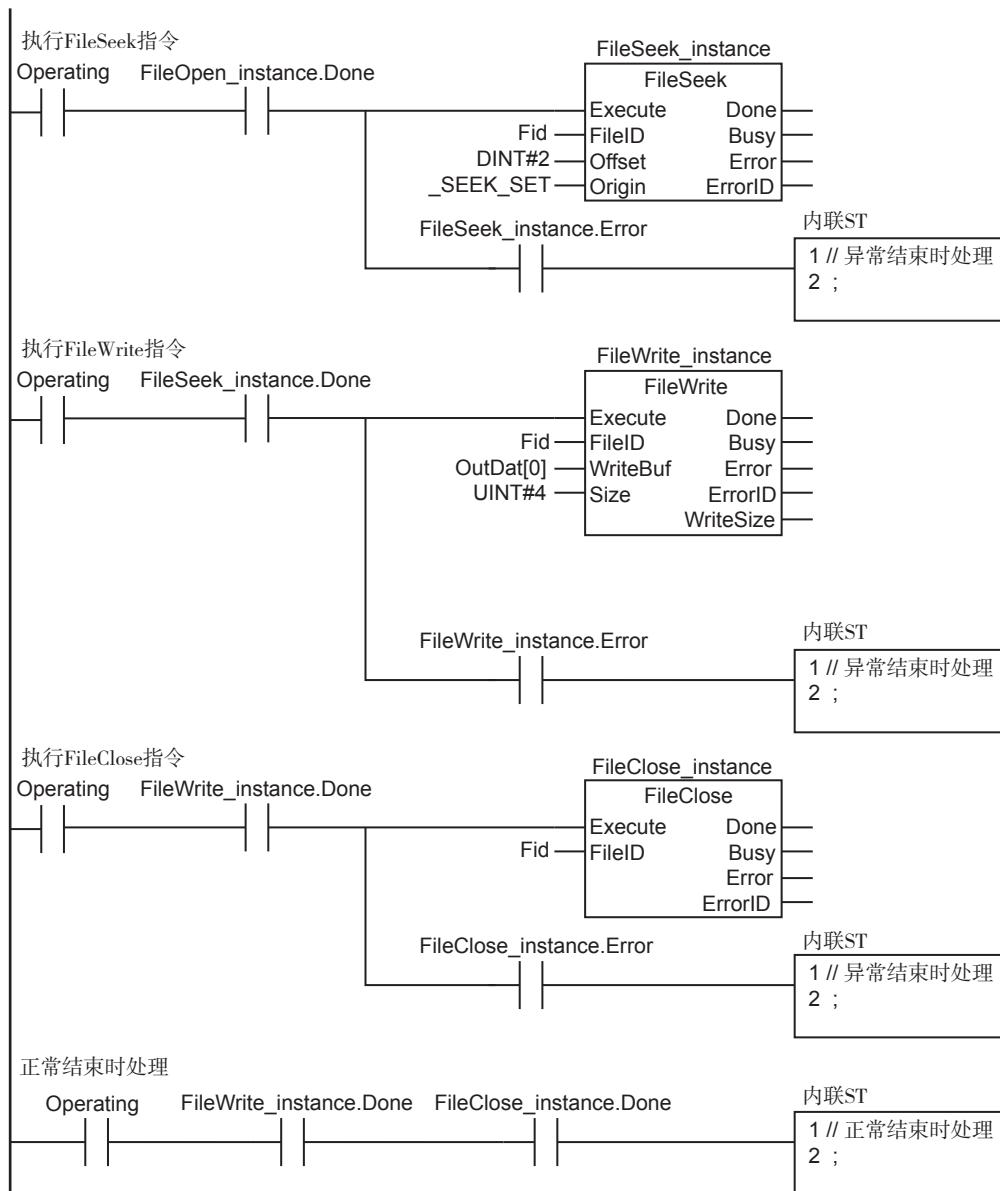 执行FileSeek指令
FileSeek_instance
Operating FileOpen_instance.Done
FileSeek
Execute Done
Fid FileID Busy
DINT#2 Offset Error
_SEEK_SET Origin ErrorID
FileSeek_instance.Error
内联ST
1 // 异常结束时处理
2 ;
执行FileWrite指令
FileWrite_instance
Operating FileSeek_instance.Done
FileWrite
Execute Done
Fid FileID Busy
OutDat[0] WriteBuf Error
UINT#4 Size ErrorID
WriteSize
FileWrite_instance.Error
内联ST
1 // 异常结束时处理
2 ;
执行FileClose指令
FileClose_instance
Operating FileWrite_instance.Done
FileClose
Execute Done
Fid FileID Busy
Error
ErrorID
FileClose_instance.Error
内联ST
1 // 异常结束时处理
2 ;
正常结束时处理
Operating FileWrite_instance.Done FileClose_instance.Done
内联ST
1 // 正常结束时处理
2 ;